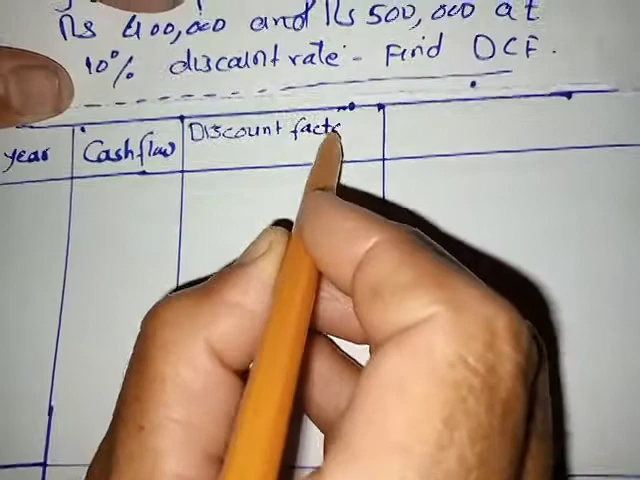 Rs 400,000 and Rs 500,000 at
10% discount rate. Find DCF.
year Cashflow Discount facto